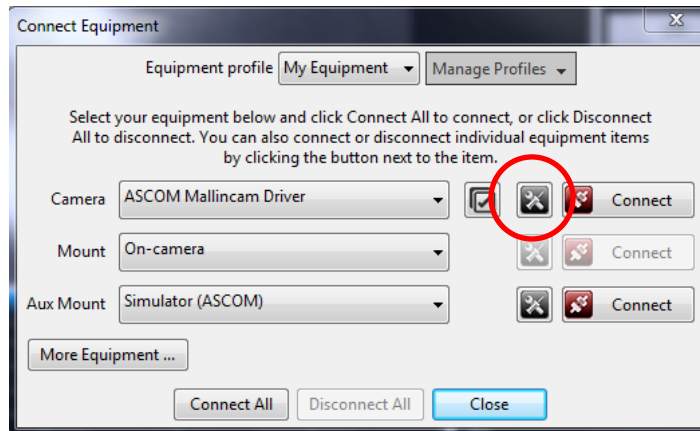 Connect Equipment
x
Equipment profile My Equipment Manage Profiles
Select your equipment below and click Connect All to connect, or click Disconnect
All to disconnect. You can also connect or disconnect individual equipment items
by clicking the button next to the item.
Camera ASCOM Mallincam Driver Connect
Mount On-camera Connect
Aux Mount Simulator (ASCOM) Connect
More Equipment ...
Connect All Disconnect All Close